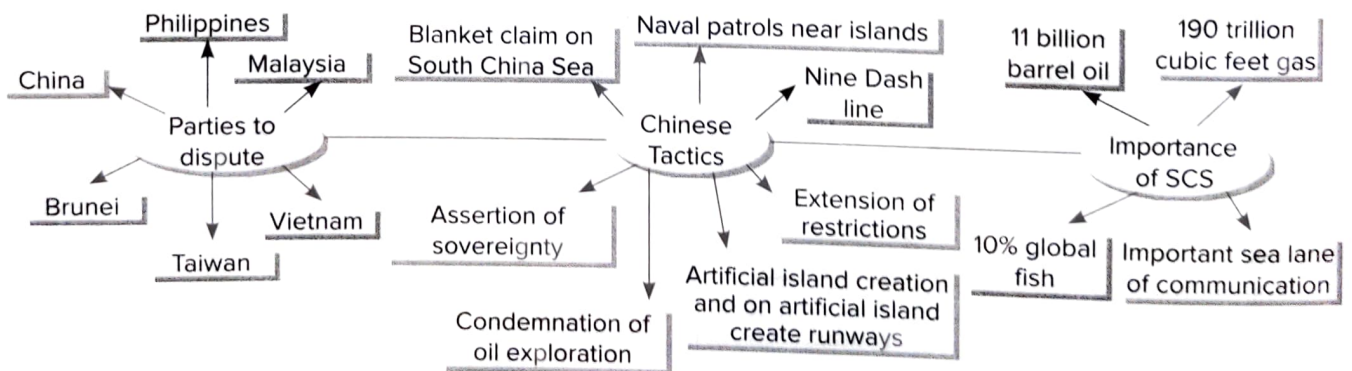 Philippines
China
Malaysia
Parties to
dispute
Brunei
Taiwan
Vietnam
Blanket claim on
South China Sea
Naval patrols near islands
Nine Dash
line
Chinese
Tactics
Assertion of
sovereignty
Condemnation of
oil exploration
Artificial island creation
and on artificial island
create runways
Extension of
restrictions
11 billion
barrel oil
190 trillion
cubic feet gas
Importance
of SCS
10% global
fish
Important sea lane
of communication